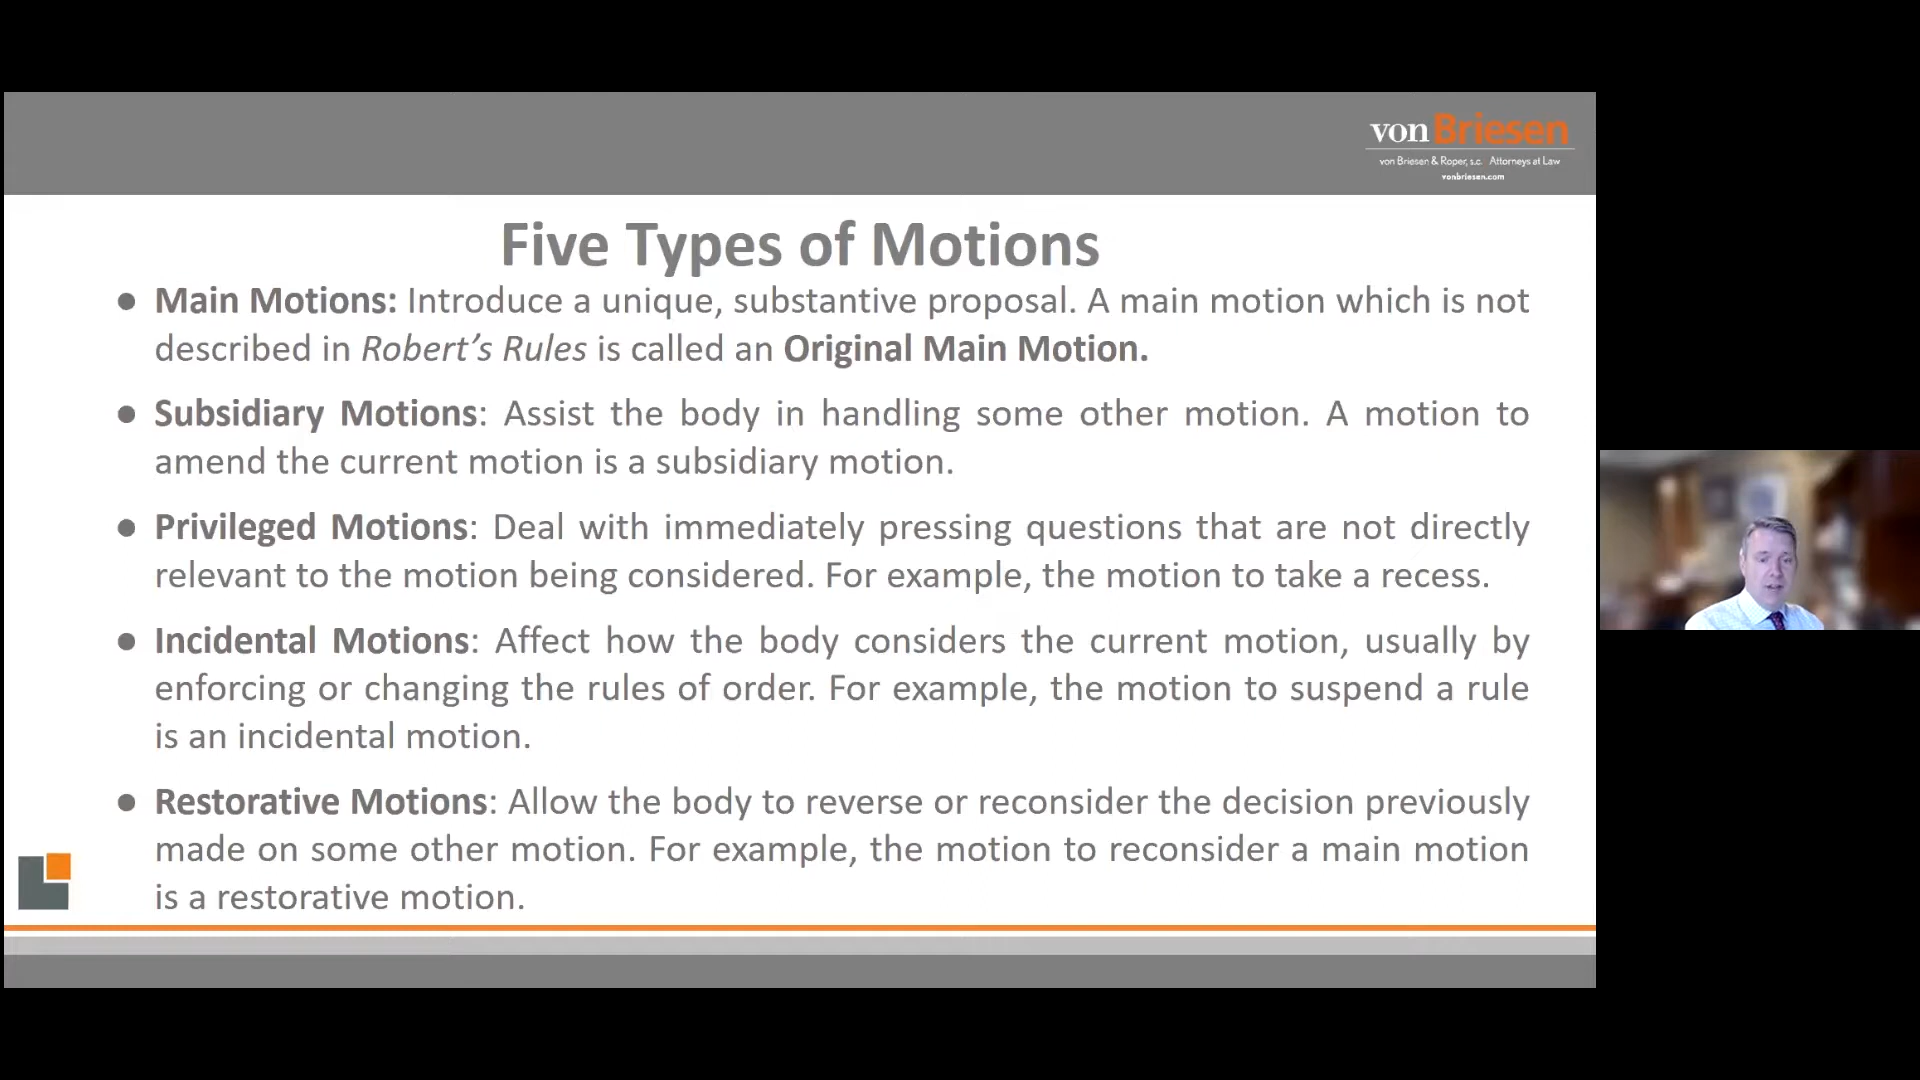 von Briesen
von Briesen & Roper, s.c. Attorneys at Law
vonbriesen.com
Five Types of Motions
● Main Motions: Introduce a unique, substantive proposal. A main motion which is not
described in Robert’s Rules is called an Original Main Motion.
● Subsidiary Motions: Assist the body in handling some other motion. A motion to
amend the current motion is a subsidiary motion.
● Privileged Motions: Deal with immediately pressing questions that are not directly
relevant to the motion being considered. For example, the motion to take a recess.
● Incidental Motions: Affect how the body considers the current motion, usually by
enforcing or changing the rules of order. For example, the motion to suspend a rule
is an incidental motion.
● Restorative Motions: Allow the body to reverse or reconsider the decision previously
made on some other motion. For example, the motion to reconsider a main motion
is a restorative motion.